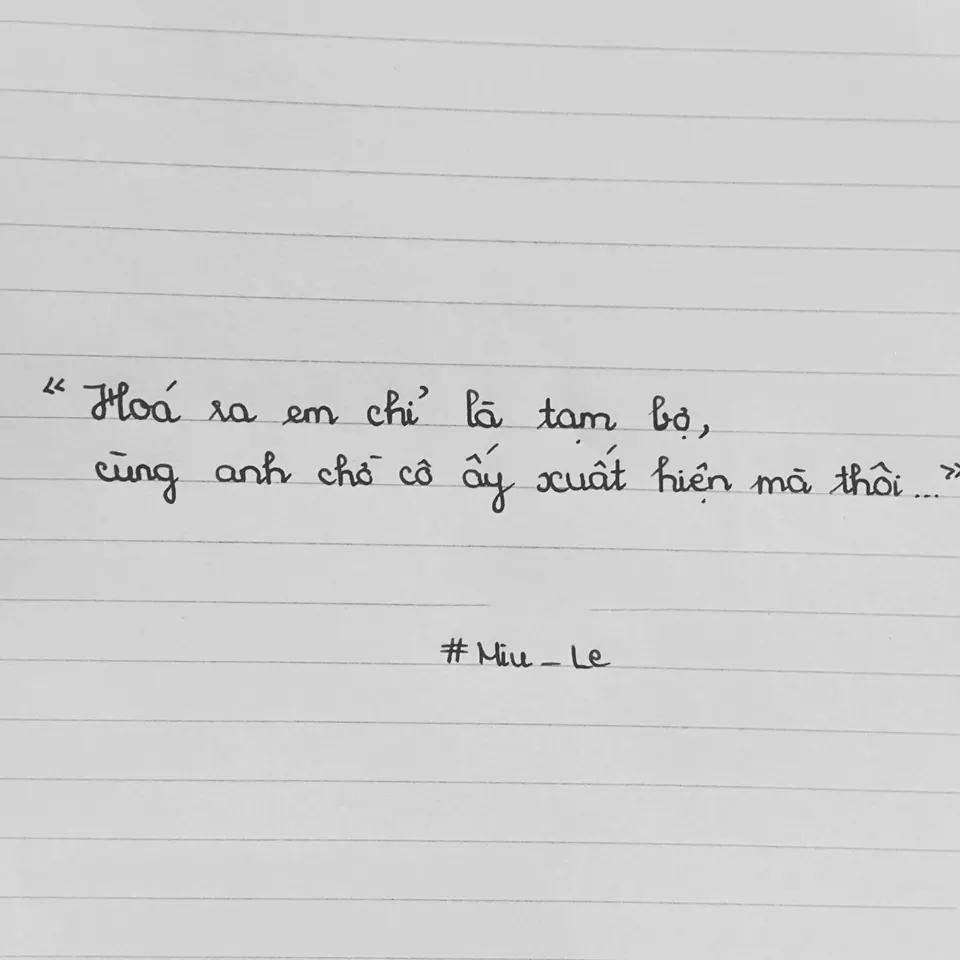 “ Hoá ra em chỉ là tạm bợ,
cùng anh chờ cô ấy xuất hiện mà thôi...”
#Miu_Le